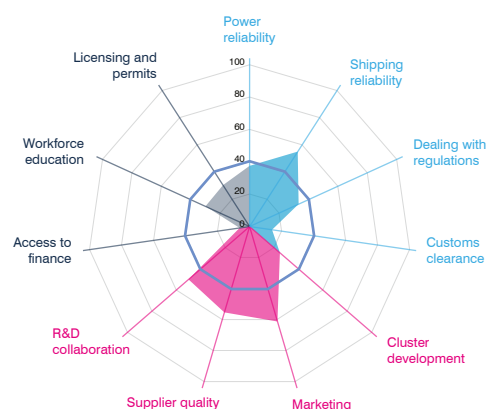 Power
reliability
Licensing and
permits
Shipping
reliability
100
80
60
40
20
0
Workforce
education
Dealing with
regulations
Access to
finance
Customs
clearance
R&D
collaboration
Cluster
development
Supplier quality
Marketing